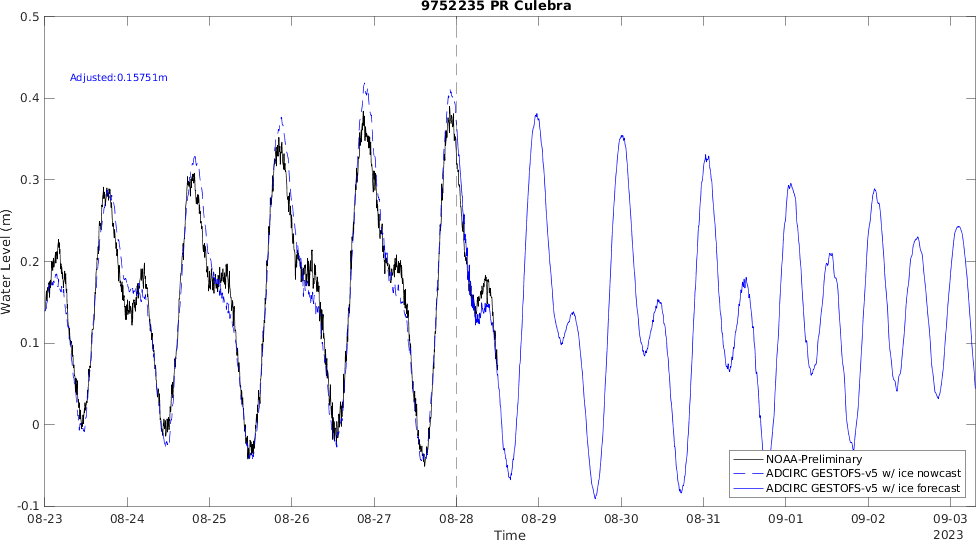 9752235 PR Culebra
0.5
0.4
0.3
0.2
0.1
0
-0.1
Water Level (m)
Adjusted:0.15751m
NOAA-Preliminary
ADCIRC GESTOFS-v5 w/ ice nowcast
ADCIRC GESTOFS-v5 w/ ice forecast
08-23 08-24 08-25 08-26 08-27 08-28 08-29 08-30 08-31 09-01 09-02 09-03
2023
Time